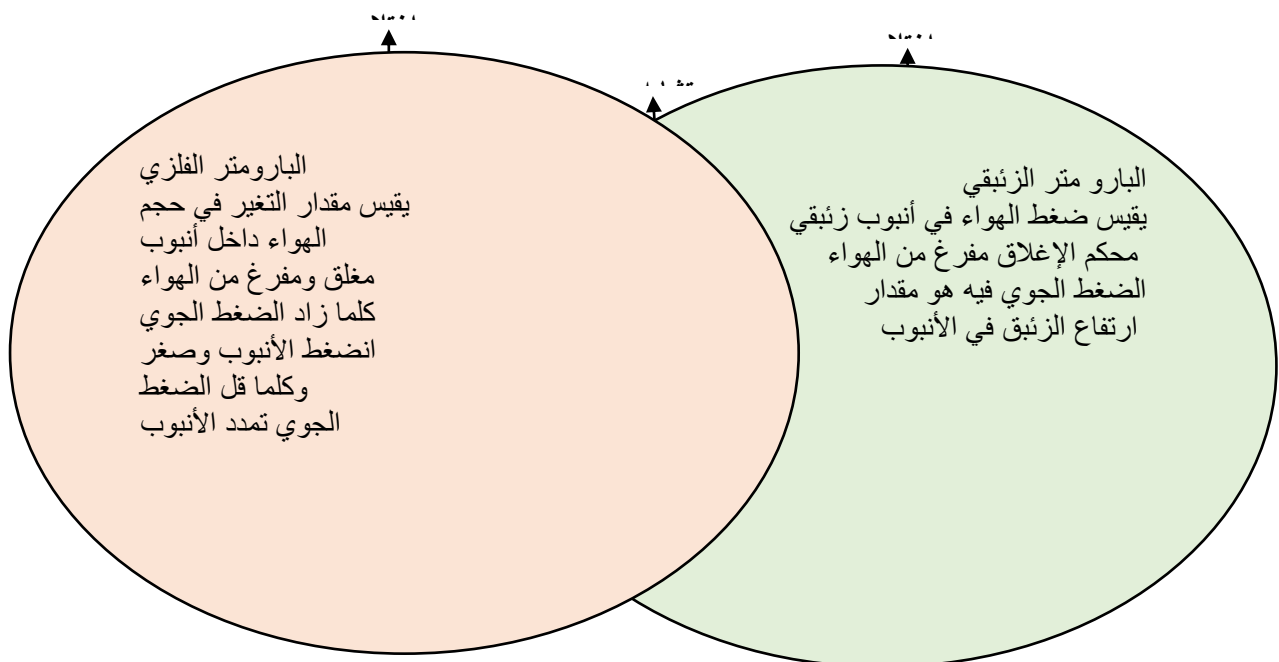 البارو متر الزئبقي
يقيس ضغط الهواء في أنبوب زئبقي
محكم الإغلاق مفرغ من الهواء
الضغط الجوي فيه هو مقدار
ارتفاع الزئبق في الأنبوب
البارومتر الفلزي
يقيس مقدار التغير في حجم
الهواء داخل أنبوب
مغلق ومفرغ من الهواء
كلما زاد الضغط الجوي
انضغط الأنبوب وصغر
وكلما قل الضغط
الجوي تمدد الأنبوب